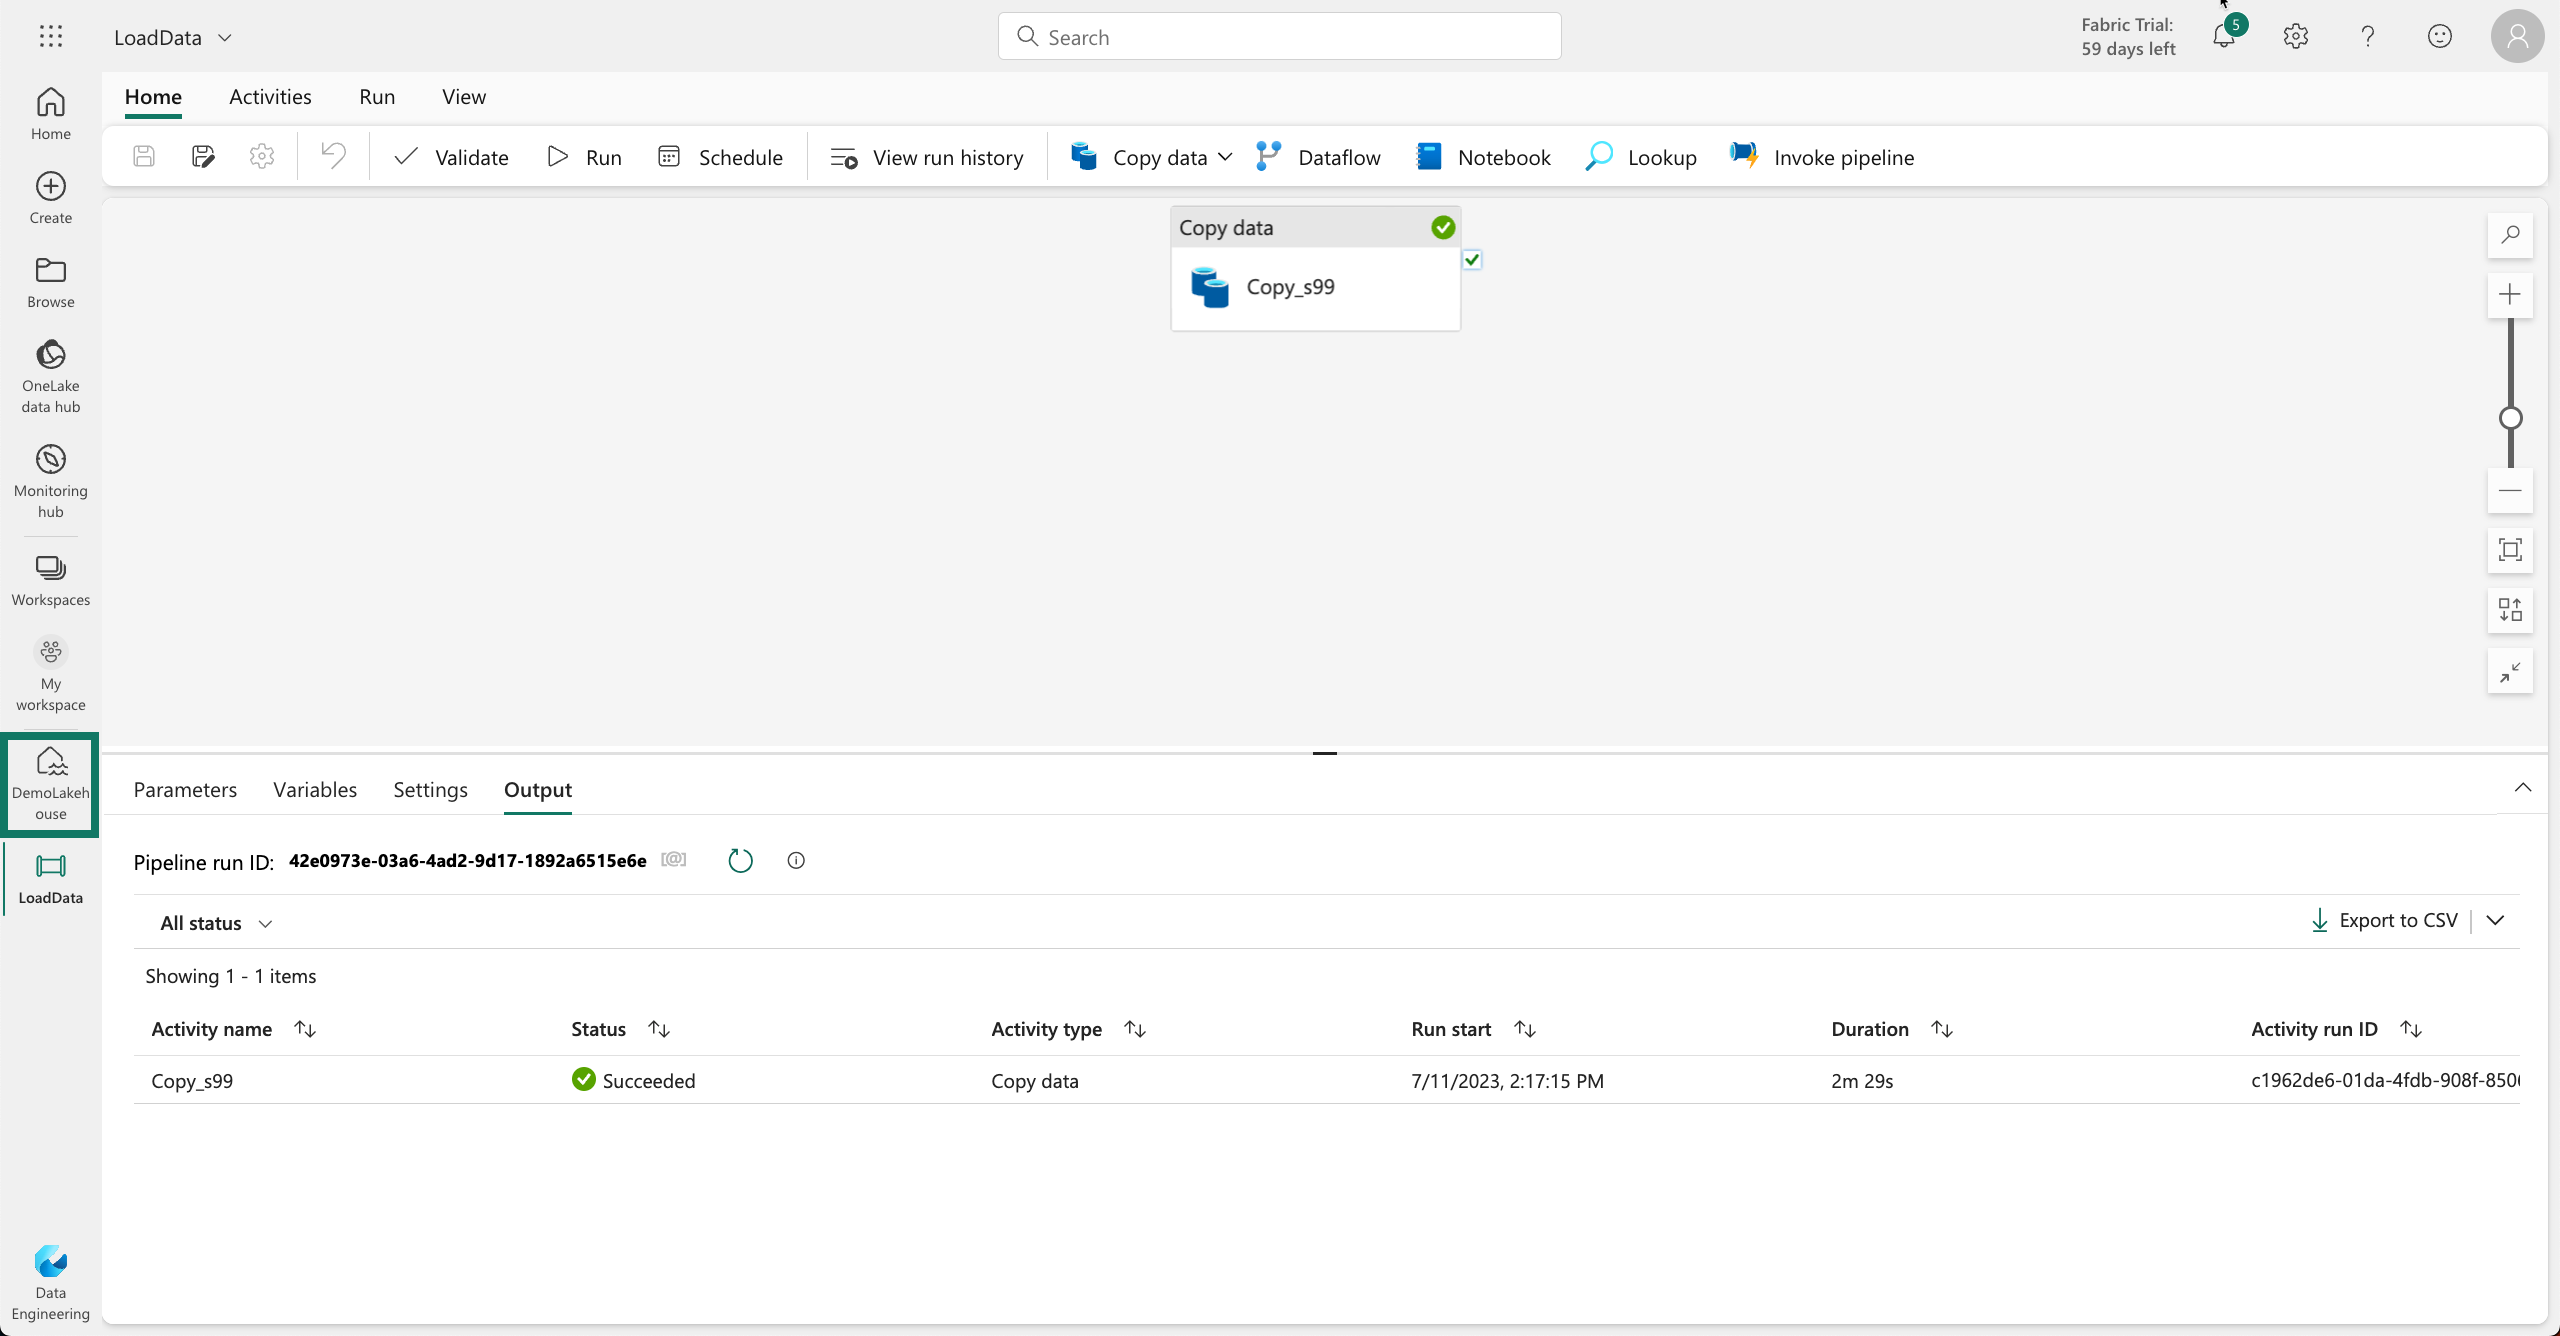 LoadData
Search
Fabric Trial:
59 days left
5
Home
Activities
Run
View
Validate
Run
Schedule
View run history
Copy data
Dataflow
Notebook
Lookup
Invoke pipeline
Home
Create
Browse
OneLake
data hub
Monitoring
hub
Workspaces
My
workspace
DemoLakeh
ouse
LoadData
Data
Engineering
Copy data
Copy_s99
Parameters
Variables
Settings
Output
Pipeline run ID: 42e0973e-03a6-4ad2-9d17-1892a6515e6e [@]
All status
Export to CSV
Showing 1 - 1 items
Activity name
Status
Activity type
Run start
Duration
Activity run ID
Copy_s99
Succeeded
Copy data
7/11/2023, 2:17:15 PM
2m 29s
c1962de6-01da-4fdb-908f-850